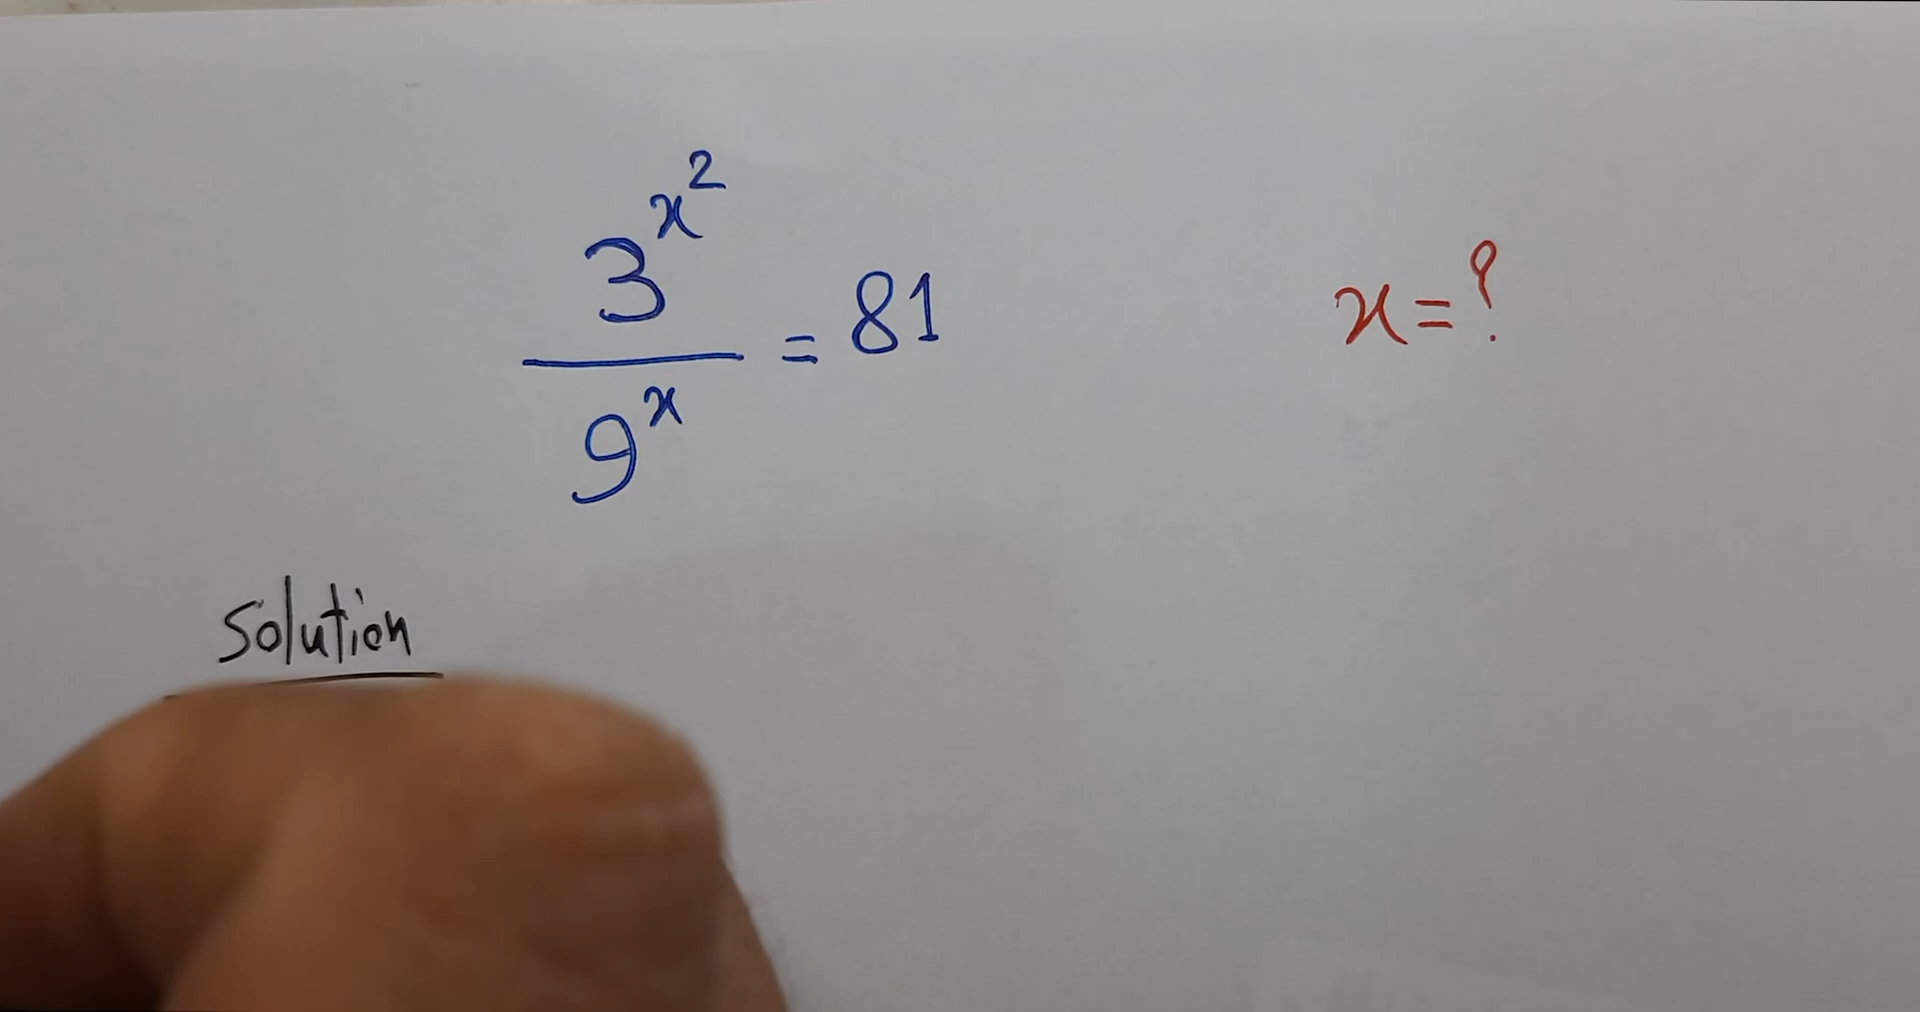 3^x^2 / 9^x = 81
x = ?
Solution